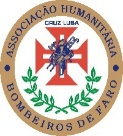 ASSOCIAÇÃO HUMANITÁRIA
CRUZ LUSA
BOMBEIROS DE FARO